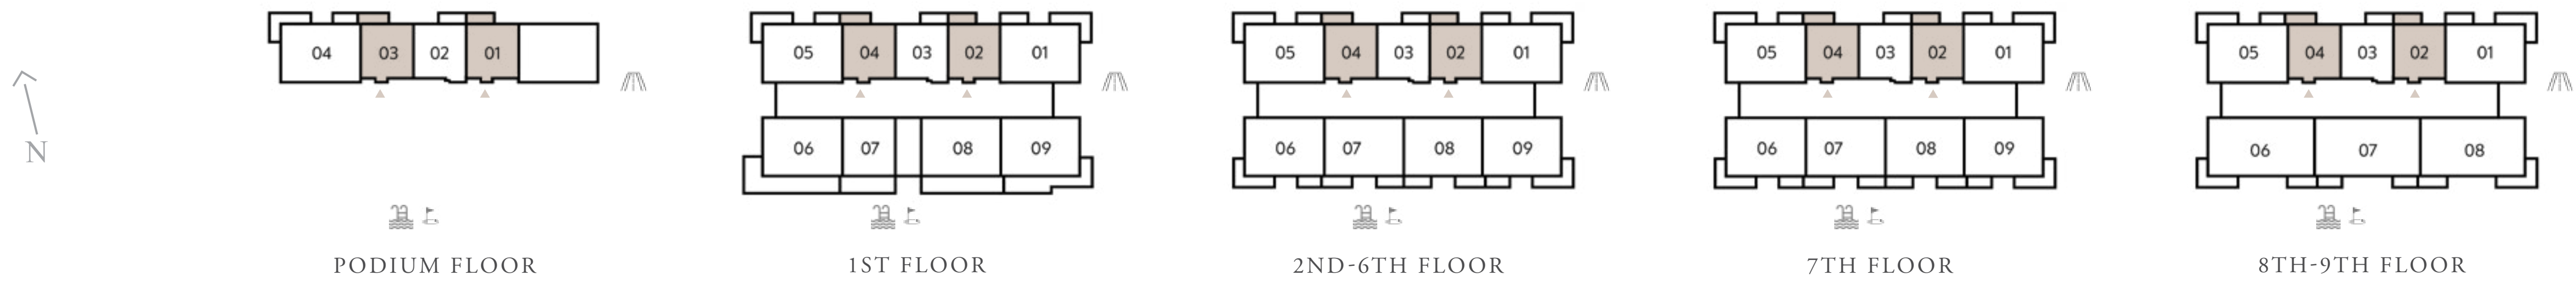 04 03 02 01
05 04 03 02 01
05 04 03 02 01
05 04 03 02 01
05 04 03 02 01
N
06 07 08 09
06 07 08 09
06 07 08 09
06 07 08
PODIUM FLOOR
1ST FLOOR
2ND-6TH FLOOR
7TH FLOOR
8TH-9TH FLOOR